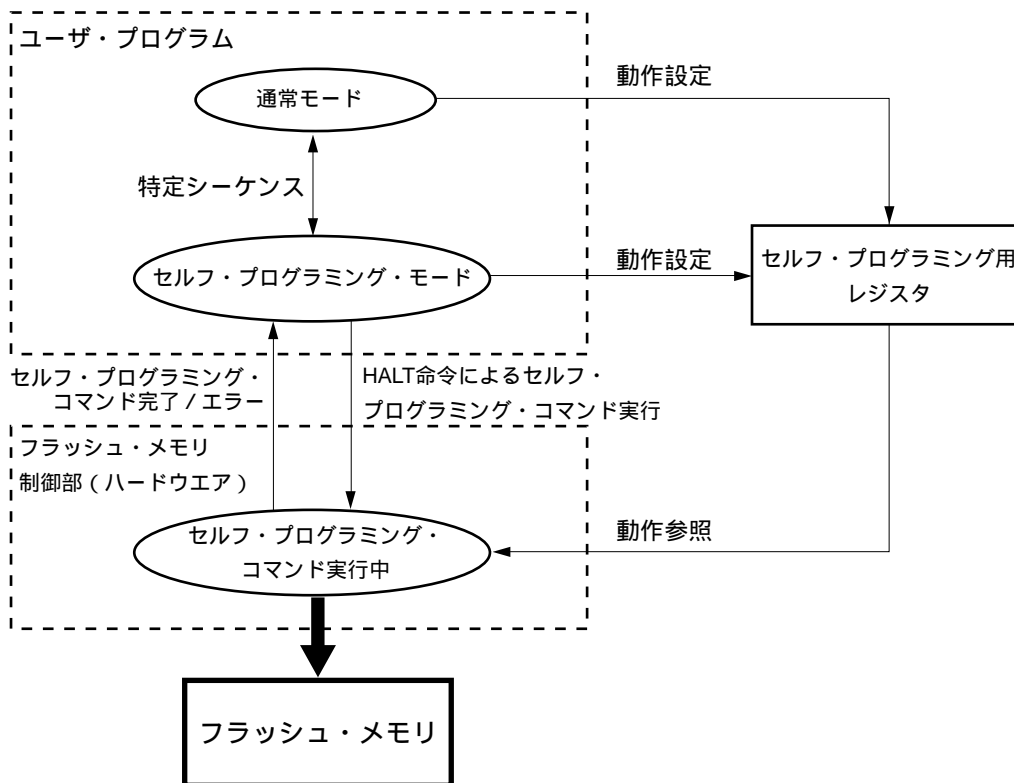 ユーザ・プログラム
通常モード
動作設定
特定シーケンス
セルフ・プログラミング・モード
動作設定
セルフ・プログラミング用
レジスタ
セルフ・プログラミング・
コマンド完了 / エラー
HALT命令によるセルフ・
プログラミング・コマンド実行
フラッシュ・メモリ
制御部（ハードウエア）
セルフ・プログラミング・
コマンド実行中
動作参照
フラッシュ・メモリ